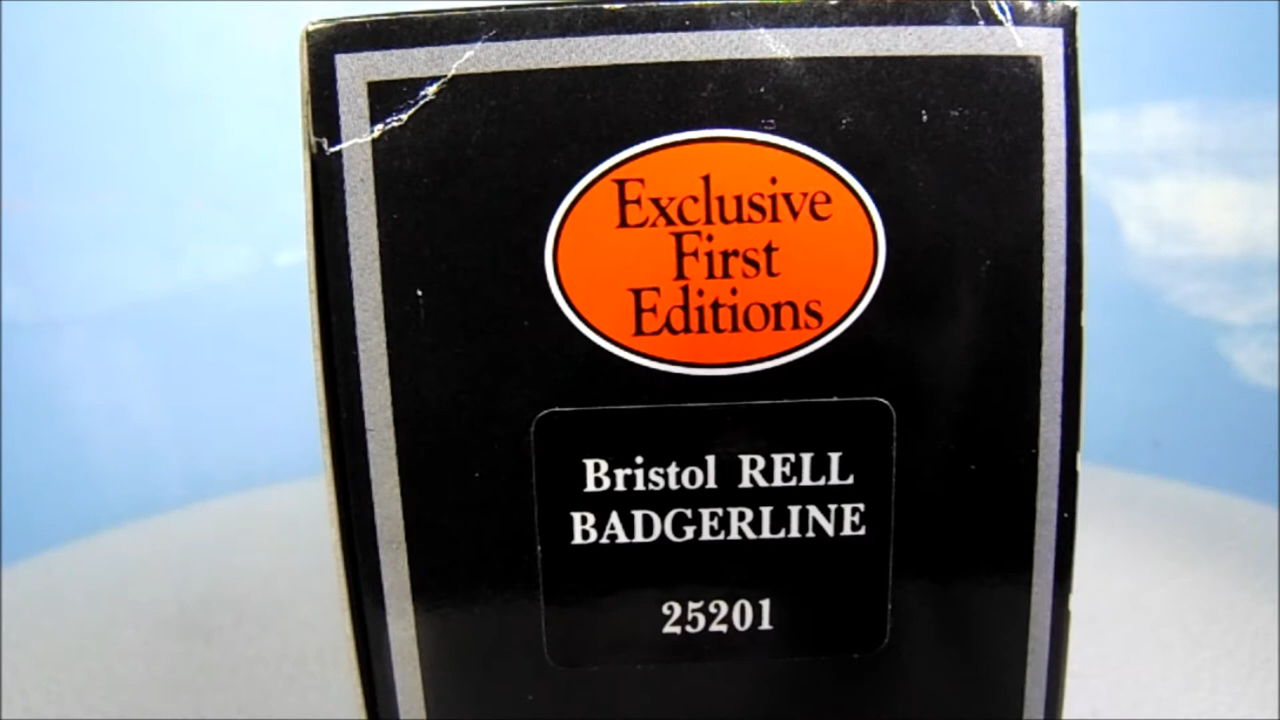 Exclusive
First
Editions
Bristol RELL
BADGERLINE
25201